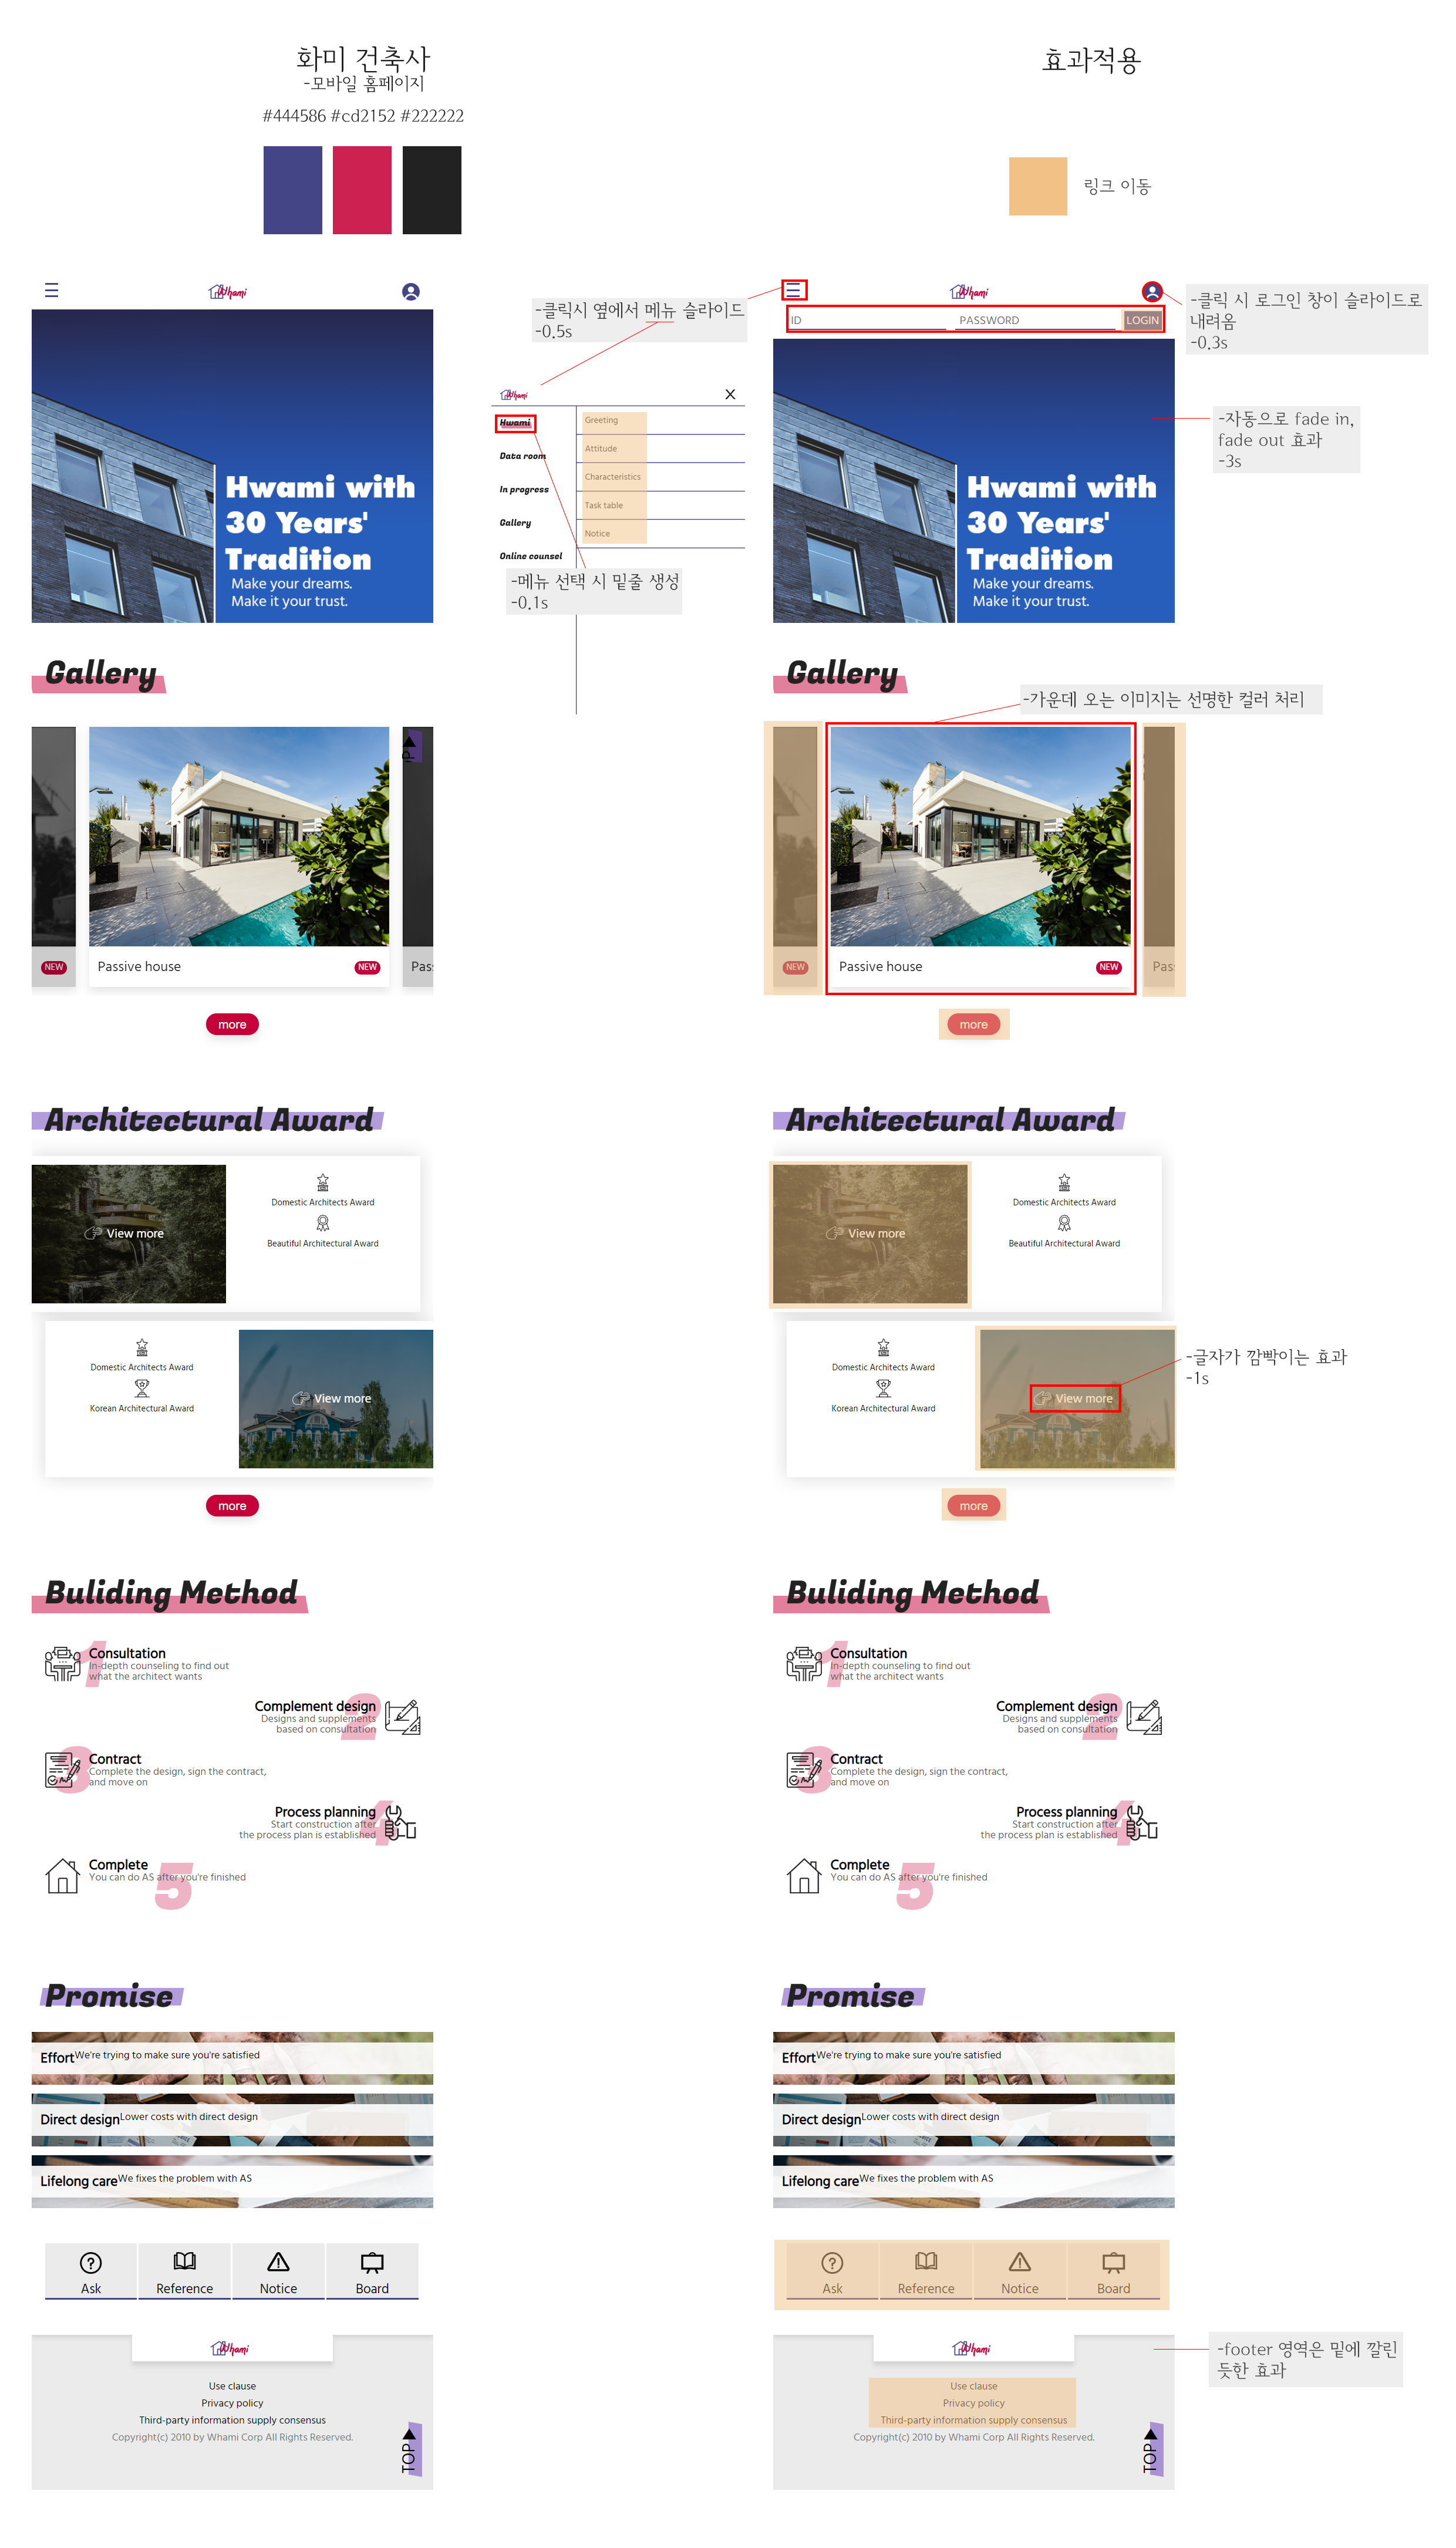 화미 건축사
-모바일 홈페이지
#444586 #cd2152 #222222
Whami
Hwami with
30 Years'
Tradition
Make your dreams.
Make it your trust.
Gallery
TOP
NEW
Passive house
NEW
Pas
more
Architectural Award
View more
Domestic Architects Award
Beautiful Architectural Award
Domestic Architects Award
Korean Architectural Award
View more
more
Buliding Method
1
Consultation
In-depth counseling to find out
what the architect wants
2
Complement design
Designs and supplements
based on consultation
3
Contract
Complete the design, sign the contract,
and move on
4
Process planning
Start construction after
the process plan is established
5
Complete
You can do AS after you're finished
Promise
Effort We're trying to make sure you're satisfied
Direct design Lower costs with direct design
Lifelong care We fixes the problem with AS
Ask Reference Notice Board
Whami
Use clause
Privacy policy
Third-party information supply consensus
Copyright(c) 2010 by Whami Corp All Rights Reserved.
TOP
-클릭시 옆에서 메뉴 슬라이드
-0.5s
Whami X
Hwami
Data room
In progress
Gallery
Online counsel
Greeting
Attitude
Characteristics
Task table
Notice
-메뉴 선택 시 밑줄 생성
-0.1s
효과적용
링크 이동
Whami
ID PASSWORD LOGIN
-클릭 시 로그인 창이 슬라이드로
내려옴
-0.3s
-자동으로 fade in,
fade out 효과
-3s
Hwami with
30 Years'
Tradition
Make your dreams.
Make it your trust.
Gallery
-가운데 오는 이미지는 선명한 컬러 처리
NEW
Passive house
NEW
Pas
more
Architectural Award
View more
Domestic Architects Award
Beautiful Architectural Award
Domestic Architects Award
Korean Architectural Award
View more
-글자가 깜빡이는 효과
-1s
more
Buliding Method
1
Consultation
In-depth counseling to find out
what the architect wants
2
Complement design
Designs and supplements
based on consultation
3
Contract
Complete the design, sign the contract,
and move on
4
Process planning
Start construction after
the process plan is established
5
Complete
You can do AS after you're finished
Promise
Effort We're trying to make sure you're satisfied
Direct design Lower costs with direct design
Lifelong care We fixes the problem with AS
Ask Reference Notice Board
Whami
-footer 영역은 밑에 깔린
듯한 효과
Use clause
Privacy policy
Third-party information supply consensus
Copyright(c) 2010 by Whami Corp All Rights Reserved.
TOP